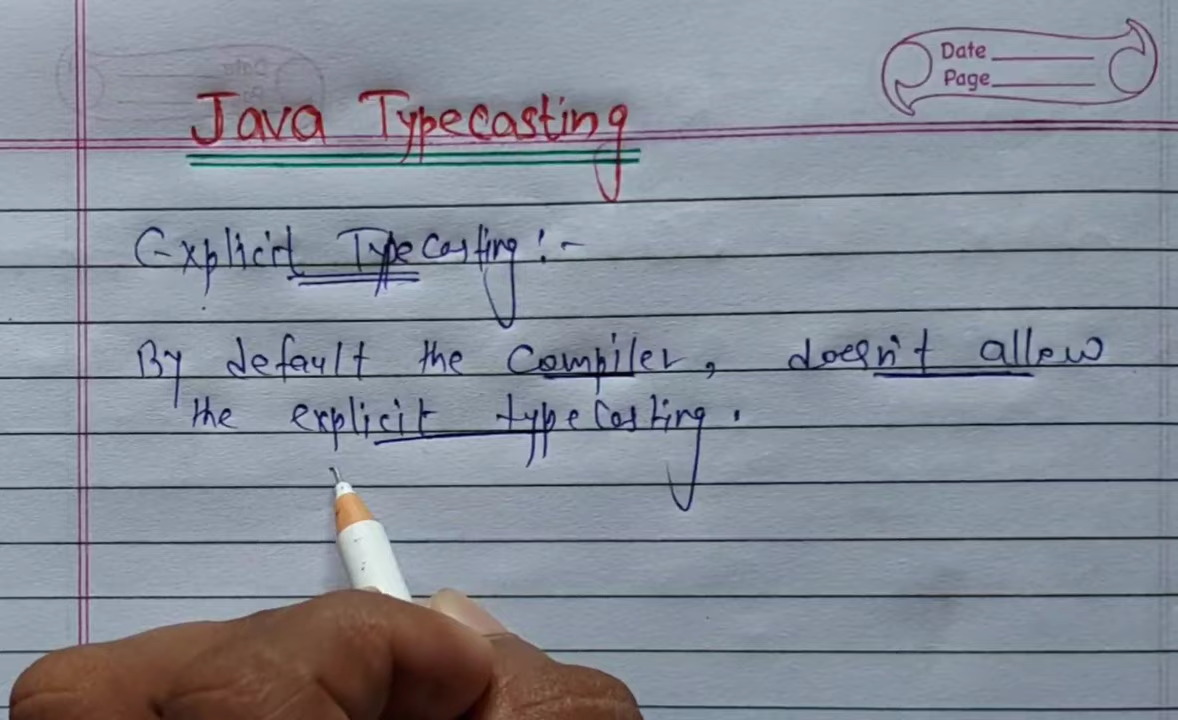 Date
Page
Java Typecasting
Explicit Typecasting:-
By default the Compiler, doesn't allow
the explicit typecasting.